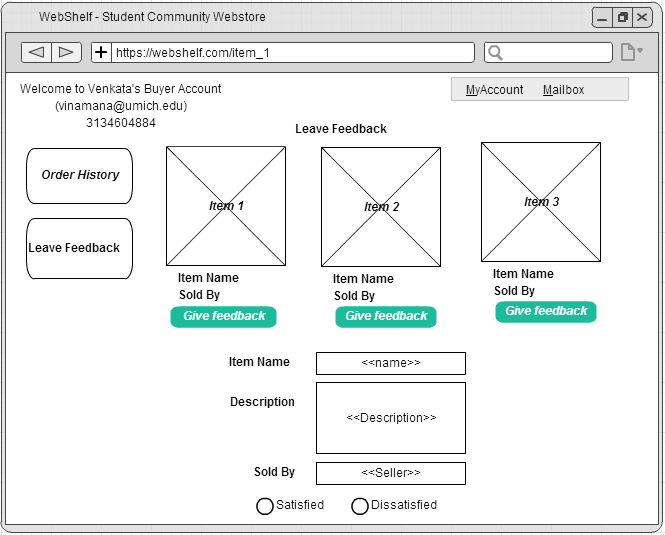 WebShelf - Student Community Webstore
https://webshelf.com/item_1
Welcome to Venkata's Buyer Account
(vinamana@umich.edu)
3134604884
MyAccount Mailbox
Leave Feedback
Order History
Leave Feedback
Item 1
Item 2
Item 3
Item Name
Sold By
Give feedback
Item Name
Sold By
Give feedback
Item Name
Sold By
Give feedback
Item Name <<name>>
Description <<Description>>
Sold By <<Seller>>
Satisfied Dissatisfied